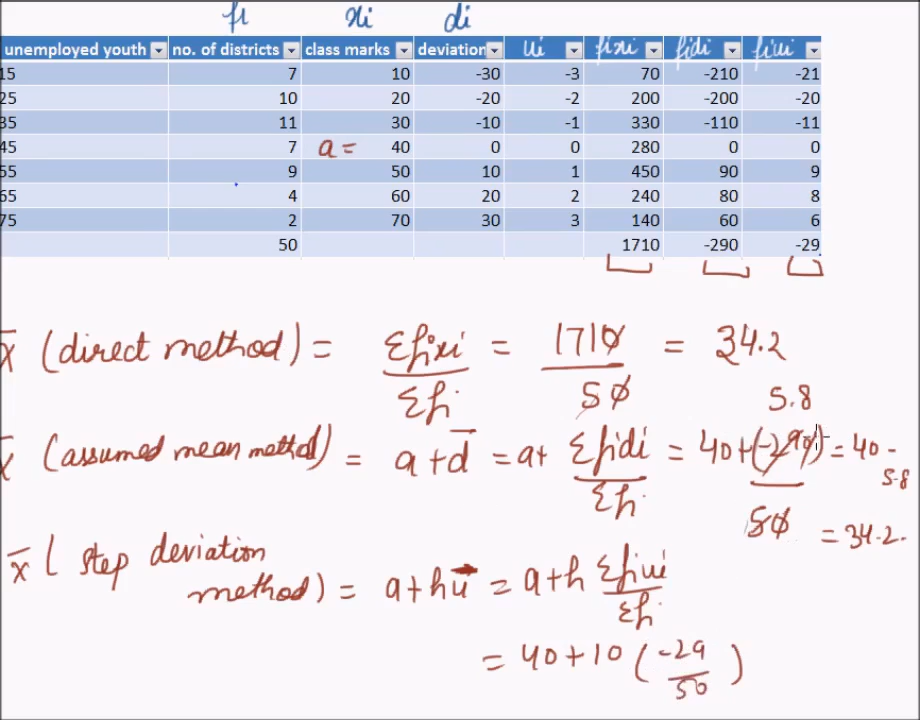 fi xi di
unemployed youth no. of districts class marks deviation ui fixi fidi fiui
15 7 10 -30 -3 70 -210 -21
25 10 20 -20 -2 200 -200 -20
35 11 30 -10 -1 330 -110 -11
45 7 a = 40 0 0 280 0 0
55 9 50 10 1 450 90 9
65 4 60 20 2 240 80 8
75 2 70 30 3 140 60 6
50 1710 -290 -29
x̄ (direct method) = Σfixi/Σfi = 1710/50 = 34.2
5.8
x̄ (assumed mean method) = a + d̄ = a + Σfidi/Σfi = 40 + (-290)/50 = 40 - 5.8
= 34.2.
x̄ ( step deviation
method) = a + hū = a + h Σfiui/Σfi
= 40 + 10 (-29/50)